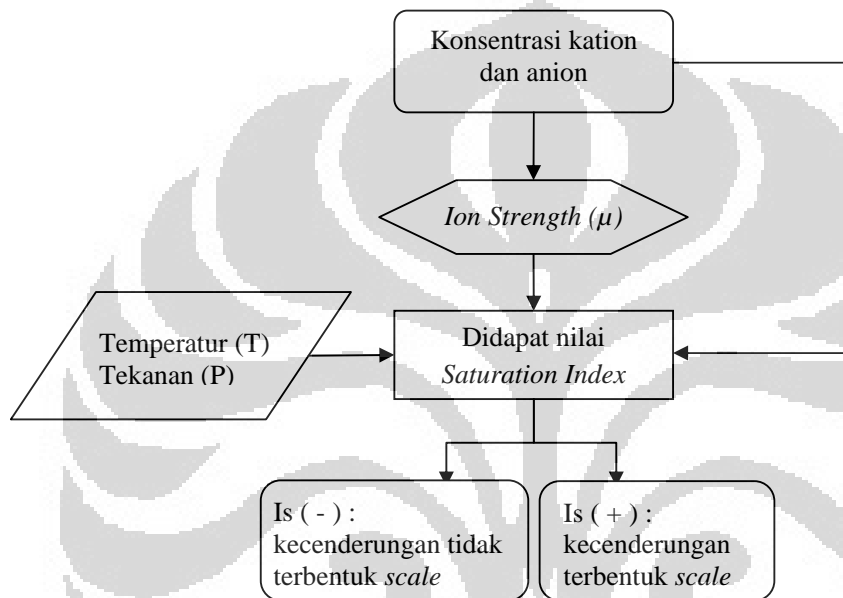 Konsentrasi kation
dan anion
Ion Strength (µ)
Temperatur (T)
Tekanan (P)
Didapat nilai
Saturation Index
Is ( - ) :
kecenderungan tidak
terbentuk scale
Is ( + ) :
kecenderungan
terbentuk scale